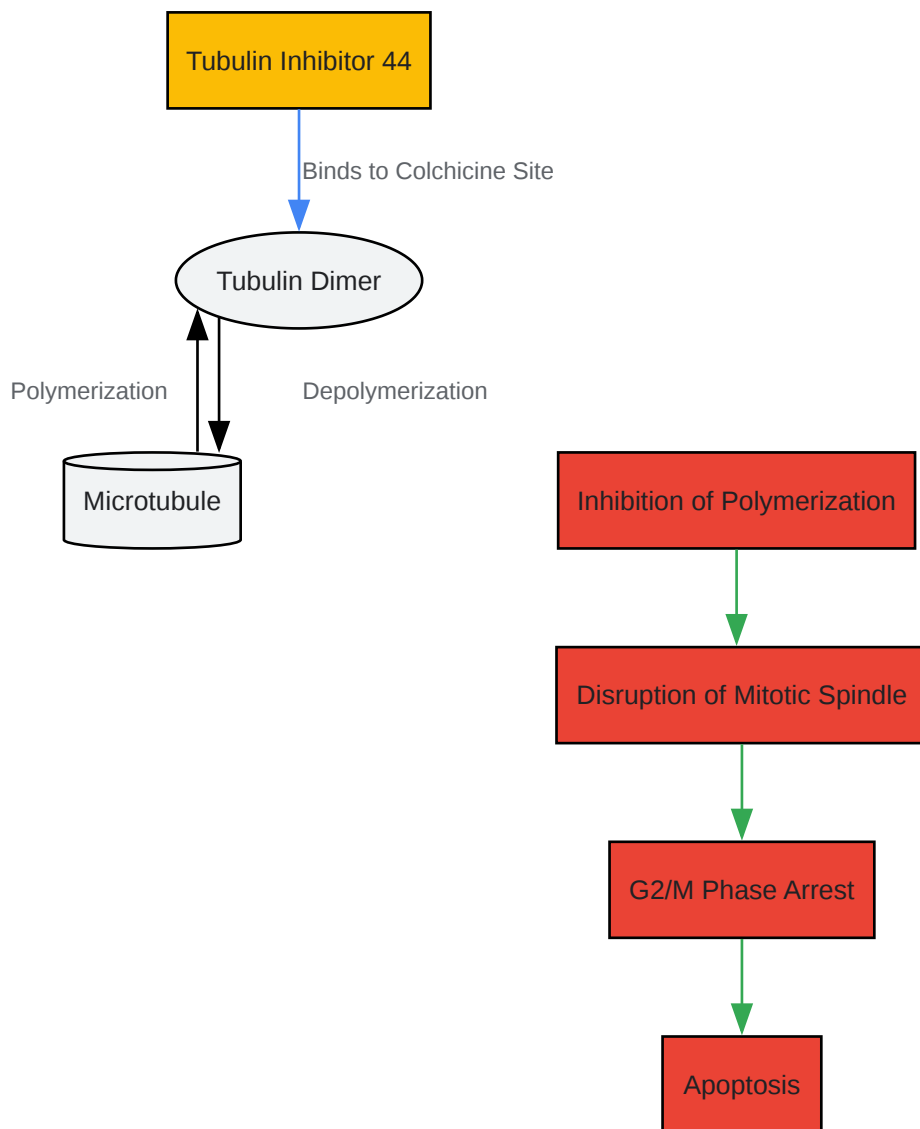 Tubulin Inhibitor 44
Binds to Colchicine Site
Tubulin Dimer
Polymerization
Depolymerization
Microtubule
Inhibition of Polymerization
Disruption of Mitotic Spindle
G2/M Phase Arrest
Apoptosis